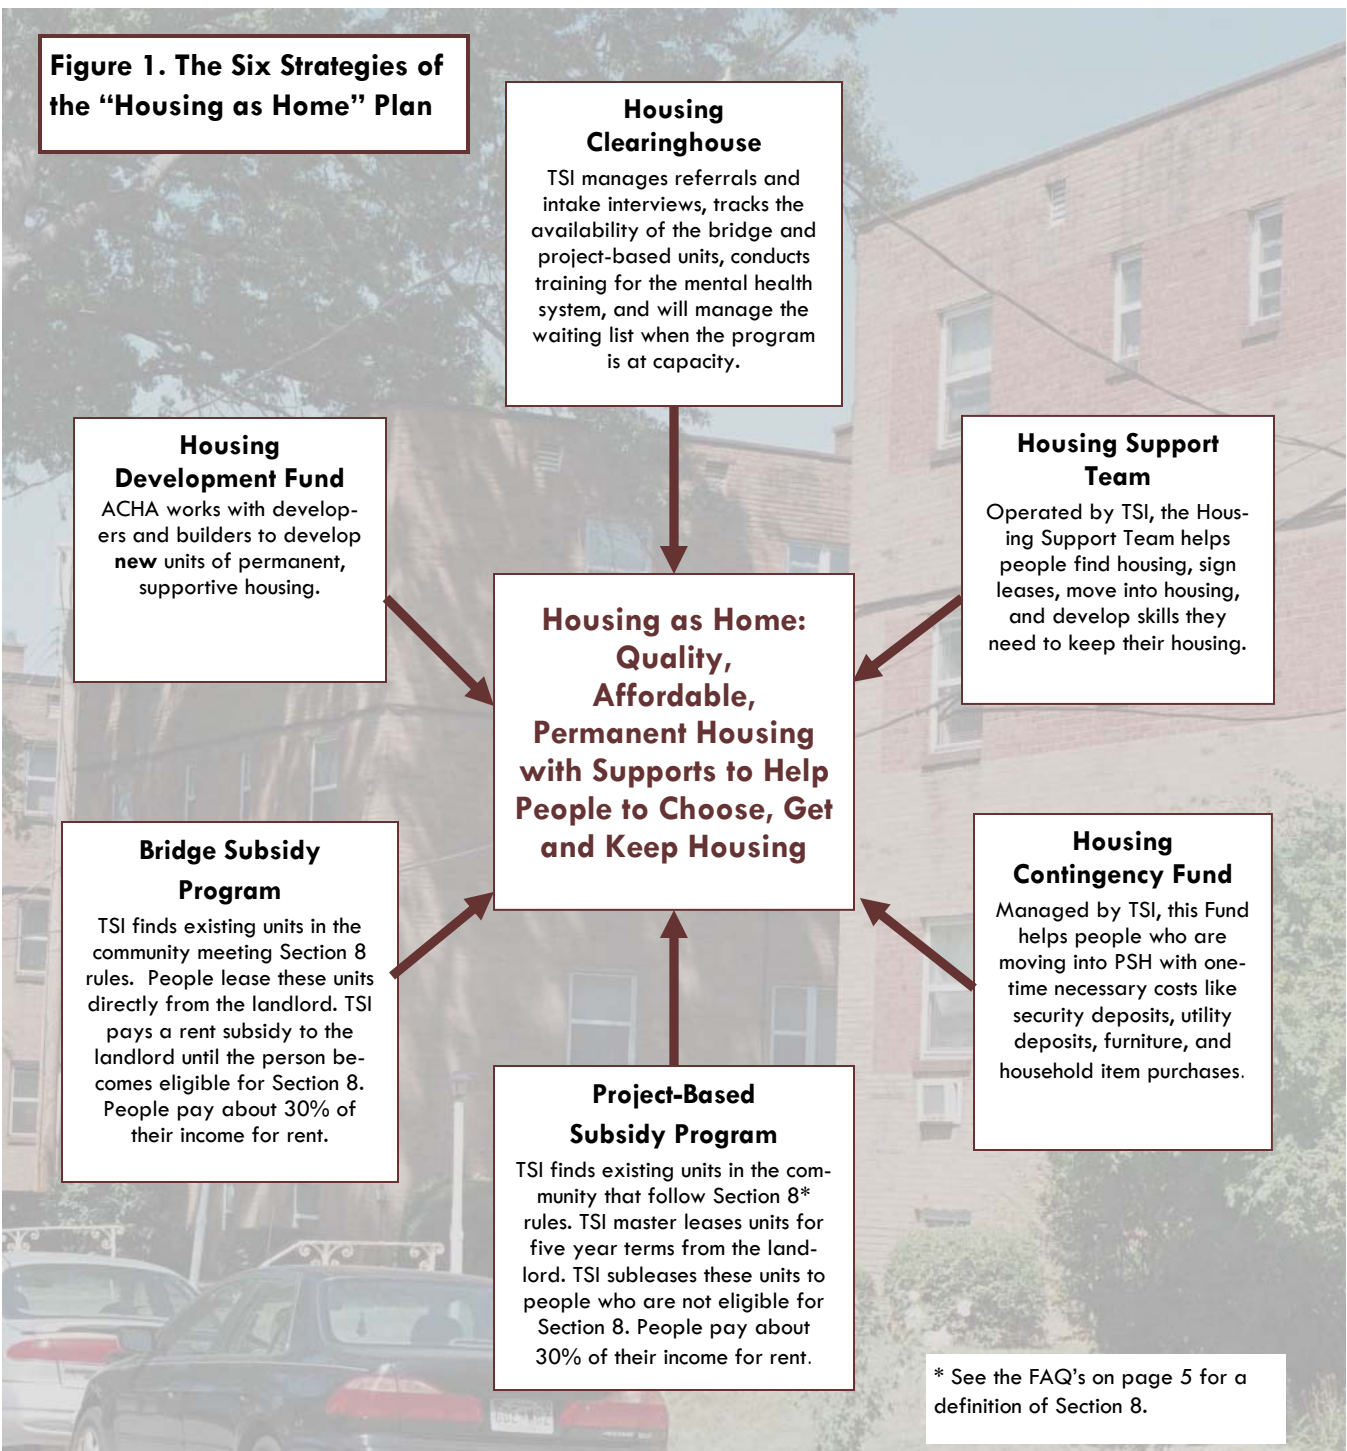 Figure 1. The Six Strategies of
the “Housing as Home” Plan
Housing
Clearinghouse
TSI manages referrals and
intake interviews, tracks the
availability of the bridge and
project-based units, conducts
training for the mental health
system, and will manage the
waiting list when the program
is at capacity.
Housing
Development Fund
ACHA works with develop-
ers and builders to develop
new units of permanent,
supportive housing.
Housing Support
Team
Operated by TSI, the Hous-
ing Support Team helps
people find housing, sign
leases, move into housing,
and develop skills they
need to keep their housing.
Housing as Home:
Quality,
Affordable,
Permanent Housing
with Supports to Help
People to Choose, Get
and Keep Housing
Bridge Subsidy
Program
TSI finds existing units in the
community meeting Section 8
rules.  People lease these units
directly from the landlord. TSI
pays a rent subsidy to the
landlord until the person be-
comes eligible for Section 8.
People pay about 30% of
their income for rent.
Housing
Contingency Fund
Managed by TSI, this Fund
helps people who are
moving into PSH with one-
time necessary costs like
security deposits, utility
deposits, furniture, and
household item purchases.
Project-Based
Subsidy Program
TSI finds existing units in the com-
munity that follow Section 8*
rules. TSI master leases units for
five year terms from the land-
lord. TSI subleases these units to
people who are not eligible for
Section 8. People pay about
30% of their income for rent.
* See the FAQ’s on page 5 for a
definition of Section 8.